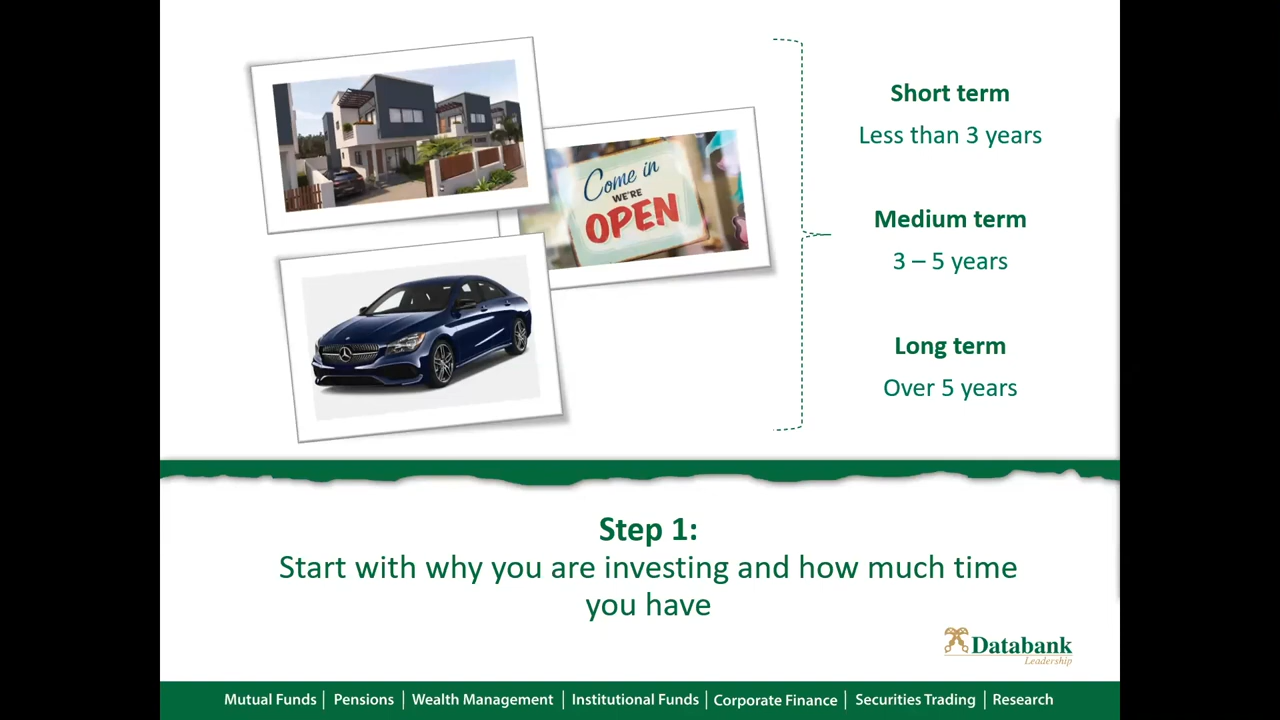 Come in
WE'RE
OPEN
Short term
Less than 3 years
Medium term
3 – 5 years
Long term
Over 5 years
Step 1:
Start with why you are investing and how much time
you have
Databank
Leadership
Mutual Funds | Pensions | Wealth Management | Institutional Funds | Corporate Finance | Securities Trading | Research